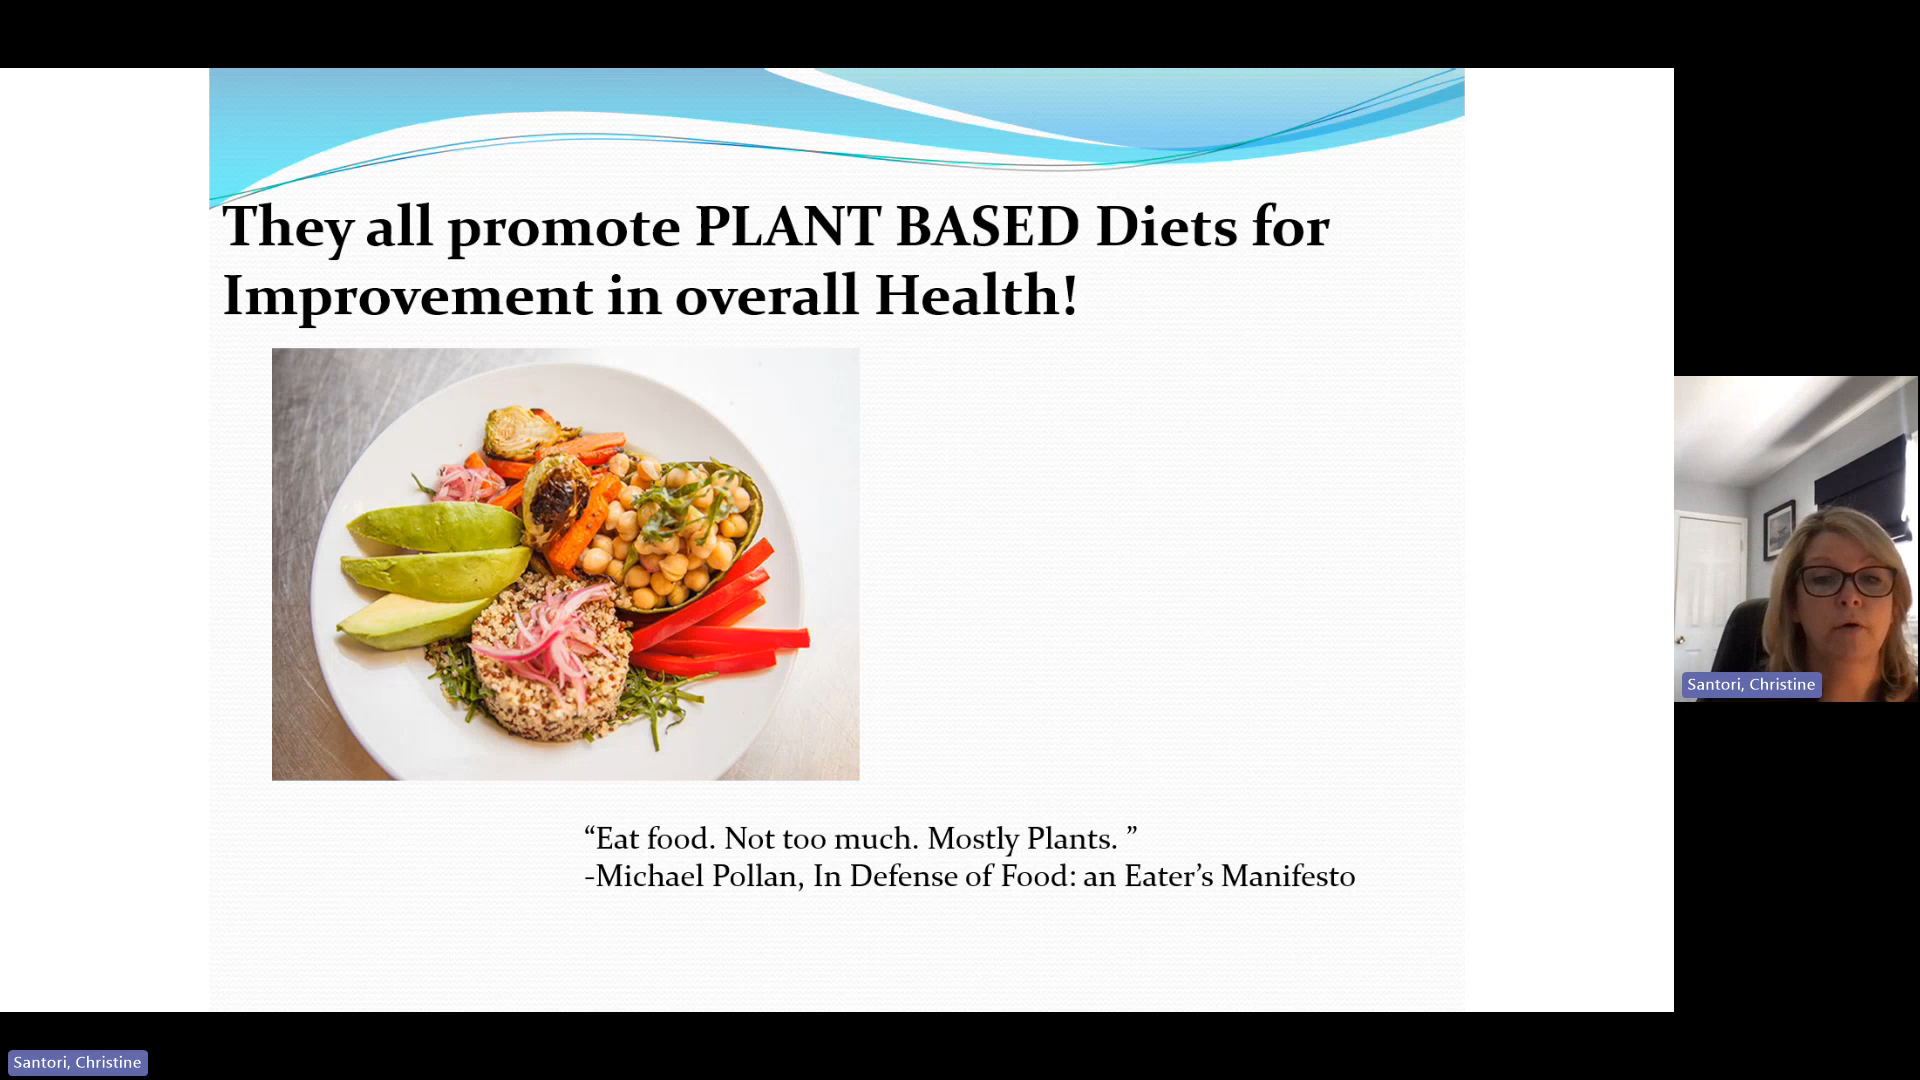 They all promote PLANT BASED Diets for
Improvement in overall Health!
“Eat food. Not too much. Mostly Plants. ”
-Michael Pollan, In Defense of Food: an Eater’s Manifesto
Santori, Christine
Santori, Christine